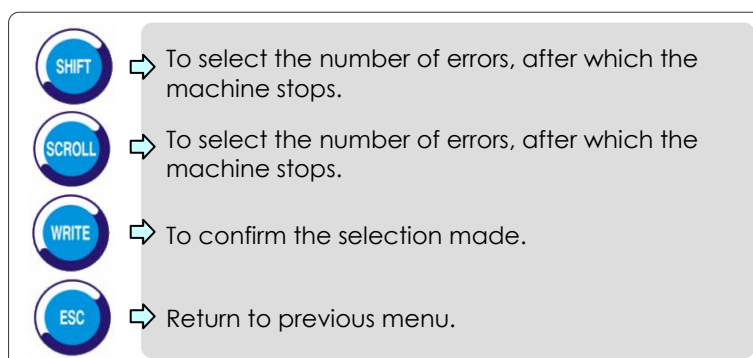 SHIFT
To select the number of errors, after which the
machine stops.
SCROLL
To select the number of errors, after which the
machine stops.
WRITE
To confirm the selection made.
ESC
Return to previous menu.